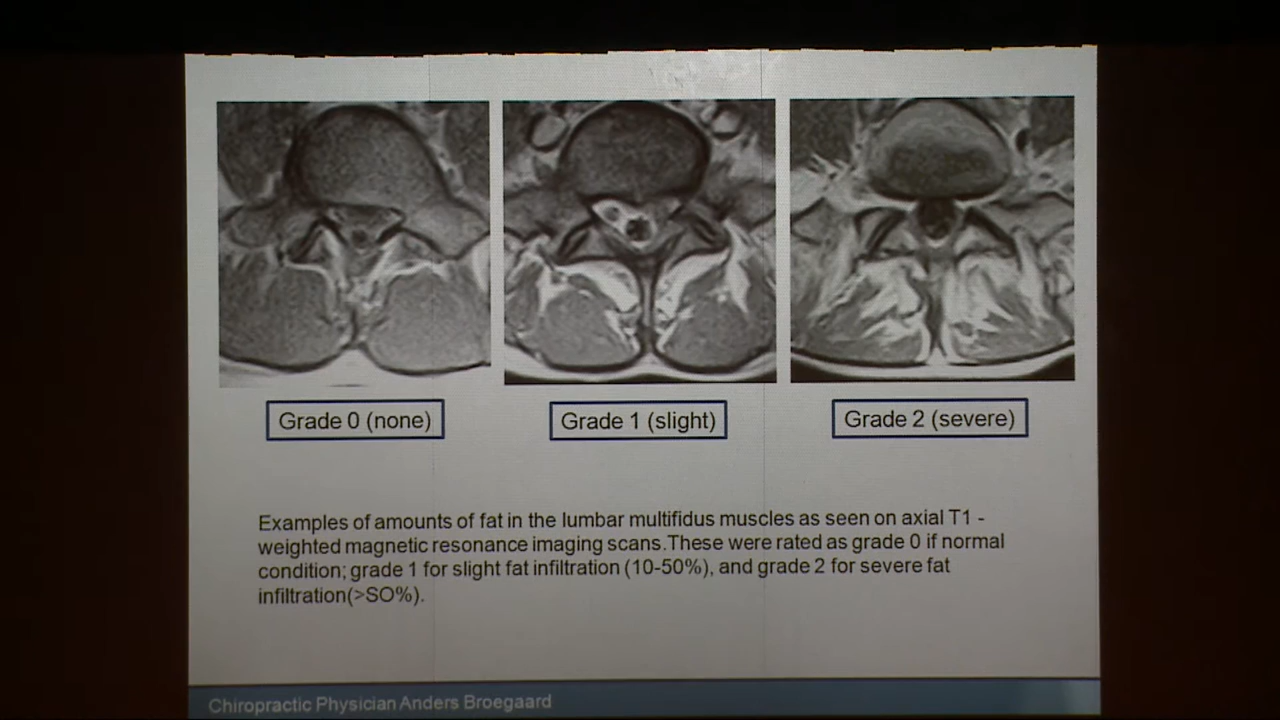 Grade 0 (none)
Grade 1 (slight)
Grade 2 (severe)
Examples of amounts of fat in the lumbar multifidus muscles as seen on axial T1 -
weighted magnetic resonance imaging scans.These were rated as grade 0 if normal
condition; grade 1 for slight fat infiltration (10-50%), and grade 2 for severe fat
infiltration(>SO%).
Chiropractic Physician Anders Broegaard